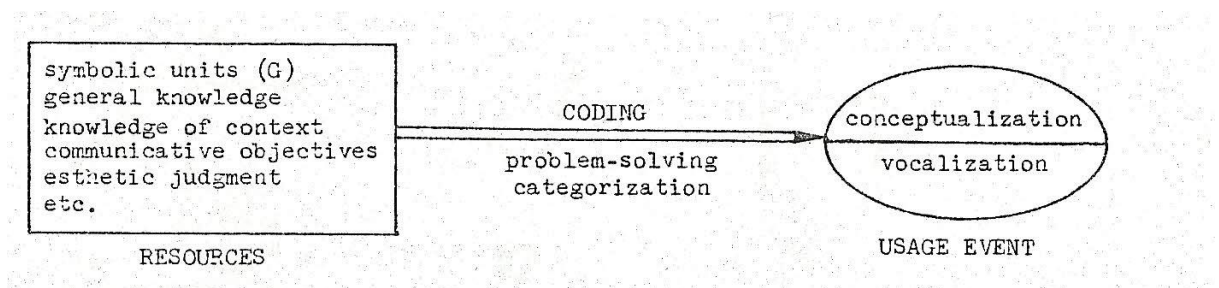 symbolic units (G)
general knowledge
knowledge of context
communicative objectives
esthetic judgment
etc.
RESOURCES
CODING
problem-solving
categorization
conceptualization
vocalization
USAGE EVENT